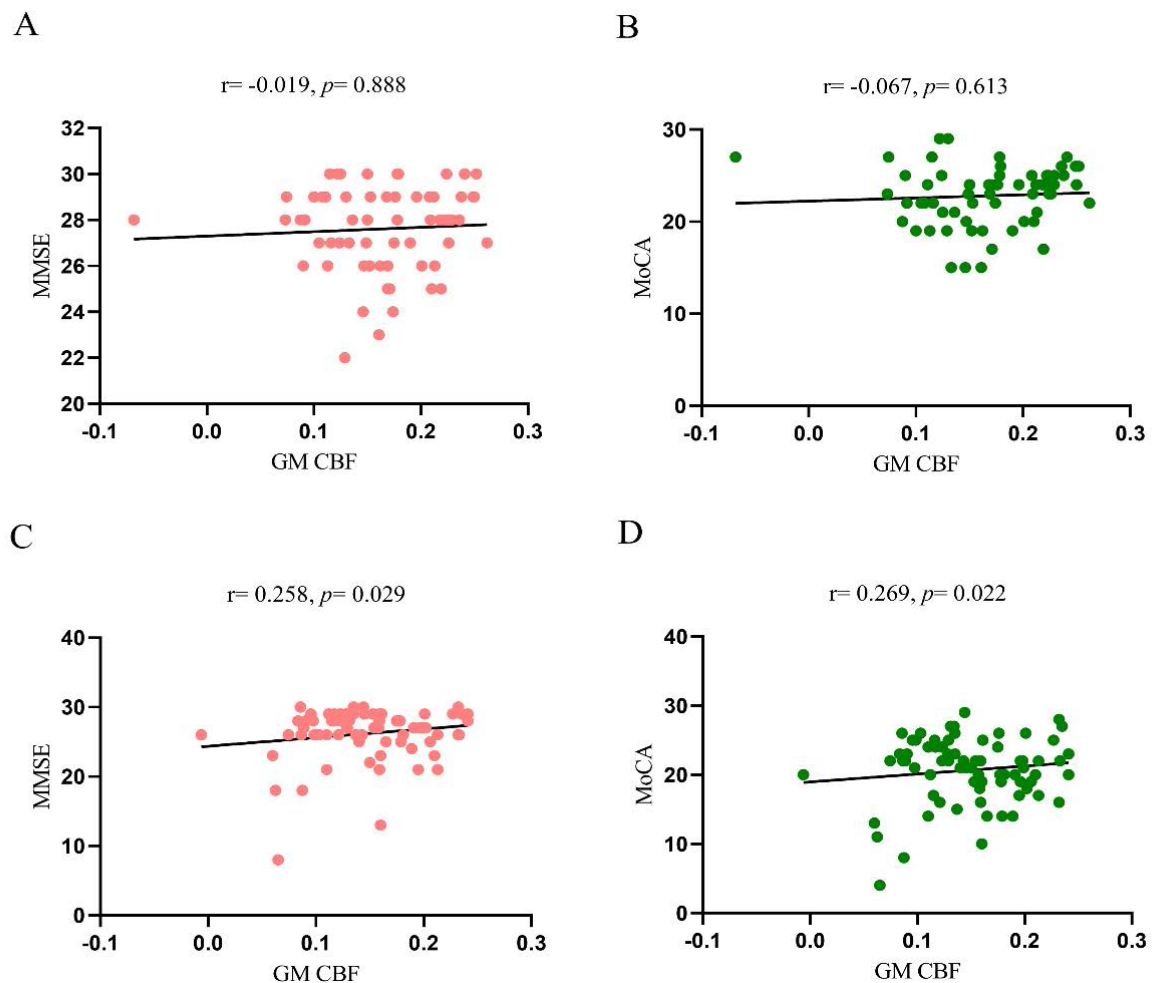 A
r= -0.019, p= 0.888
32
30
28
26
24
22
20
MMSE
-0.1 0.0 0.1 0.2 0.3
GM CBF
B
r= -0.067, p= 0.613
30
20
10
0
MoCA
-0.1 0.0 0.1 0.2 0.3
GM CBF
C
r= 0.258, p= 0.029
40
30
20
10
0
MMSE
-0.1 0.0 0.1 0.2 0.3
GM CBF
D
r= 0.269, p= 0.022
40
30
20
10
0
MoCA
-0.1 0.0 0.1 0.2 0.3
GM CBF